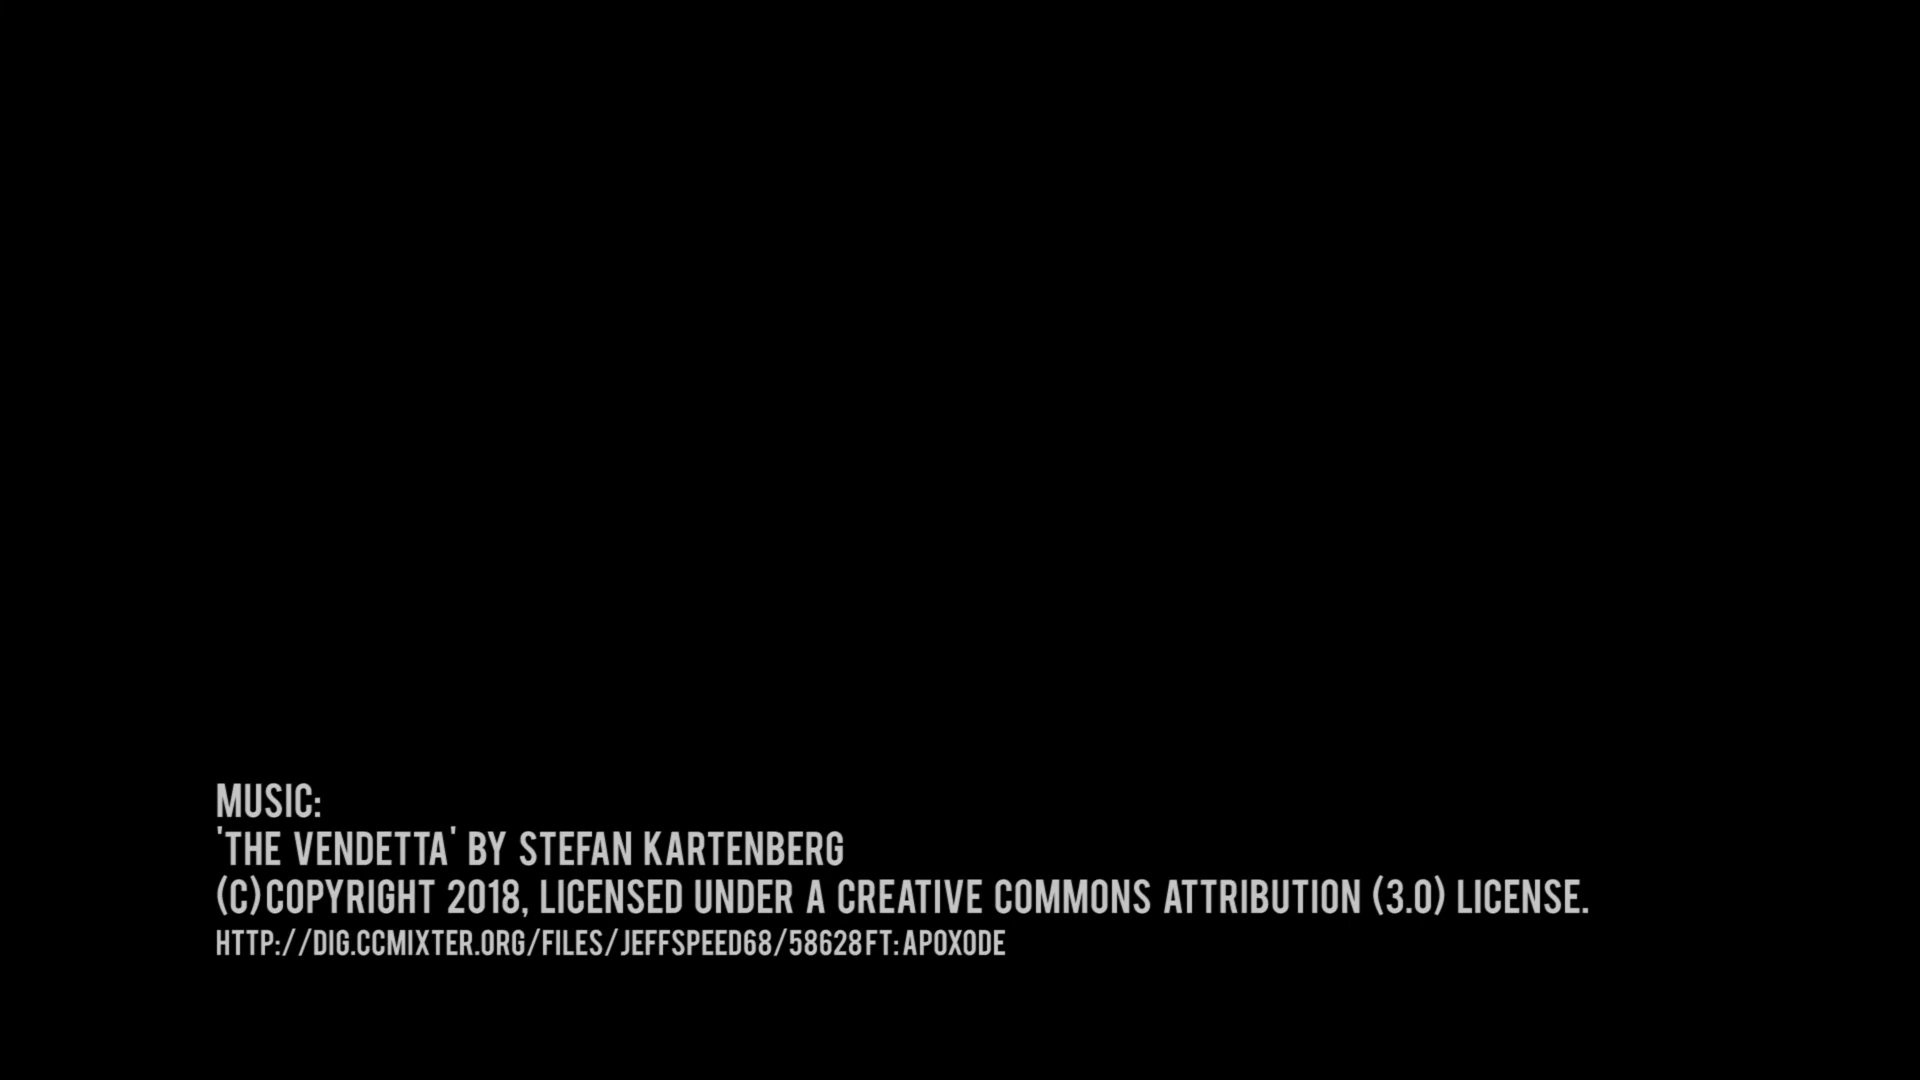 MUSIC:
'THE VENDETTA' BY STEFAN KARTENBERG
(C)COPYRIGHT 2018, LICENSED UNDER A CREATIVE COMMONS ATTRIBUTION (3.0) LICENSE.
HTTP://DIG.CCMIXTER.ORG/FILES/JEFFSPEED68/58628FT: APOXODE